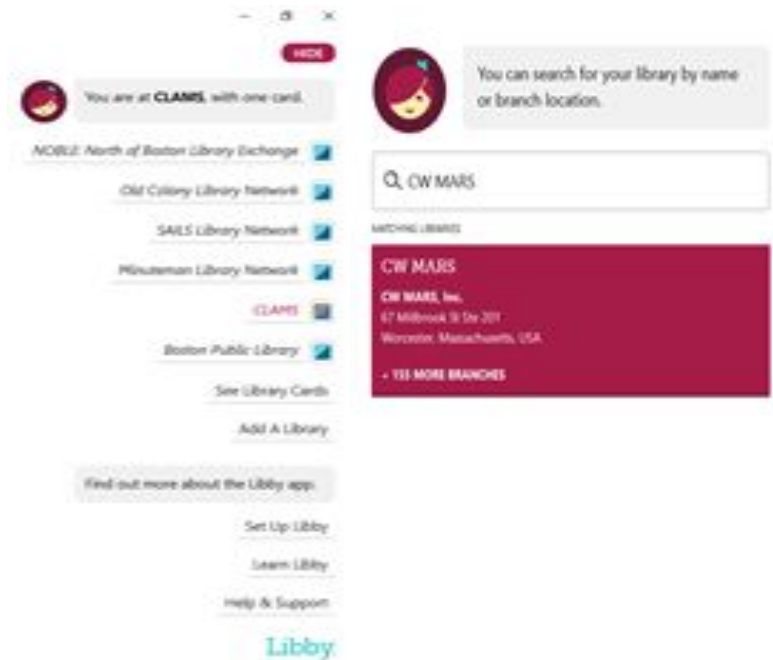 HIDE
You are at CLAMS, with one card.
NOBLE: North of Boston Library Exchange
Old Colony Library Network
SAILS Library Network
Minuteman Library Network
CLAMS
Boston Public Library
See Library Cards
Add A Library
Find out more about the Libby app.
Set Up Libby
Learn Libby
Help & Support
Libby
You can search for your library by name
or branch location.
CW MARS
MATCHING LIBRARIES
CW MARS
CW MARS, Inc.
67 Millbrook St Ste 201
Worcester, Massachusetts, USA
+ 155 MORE BRANCHES